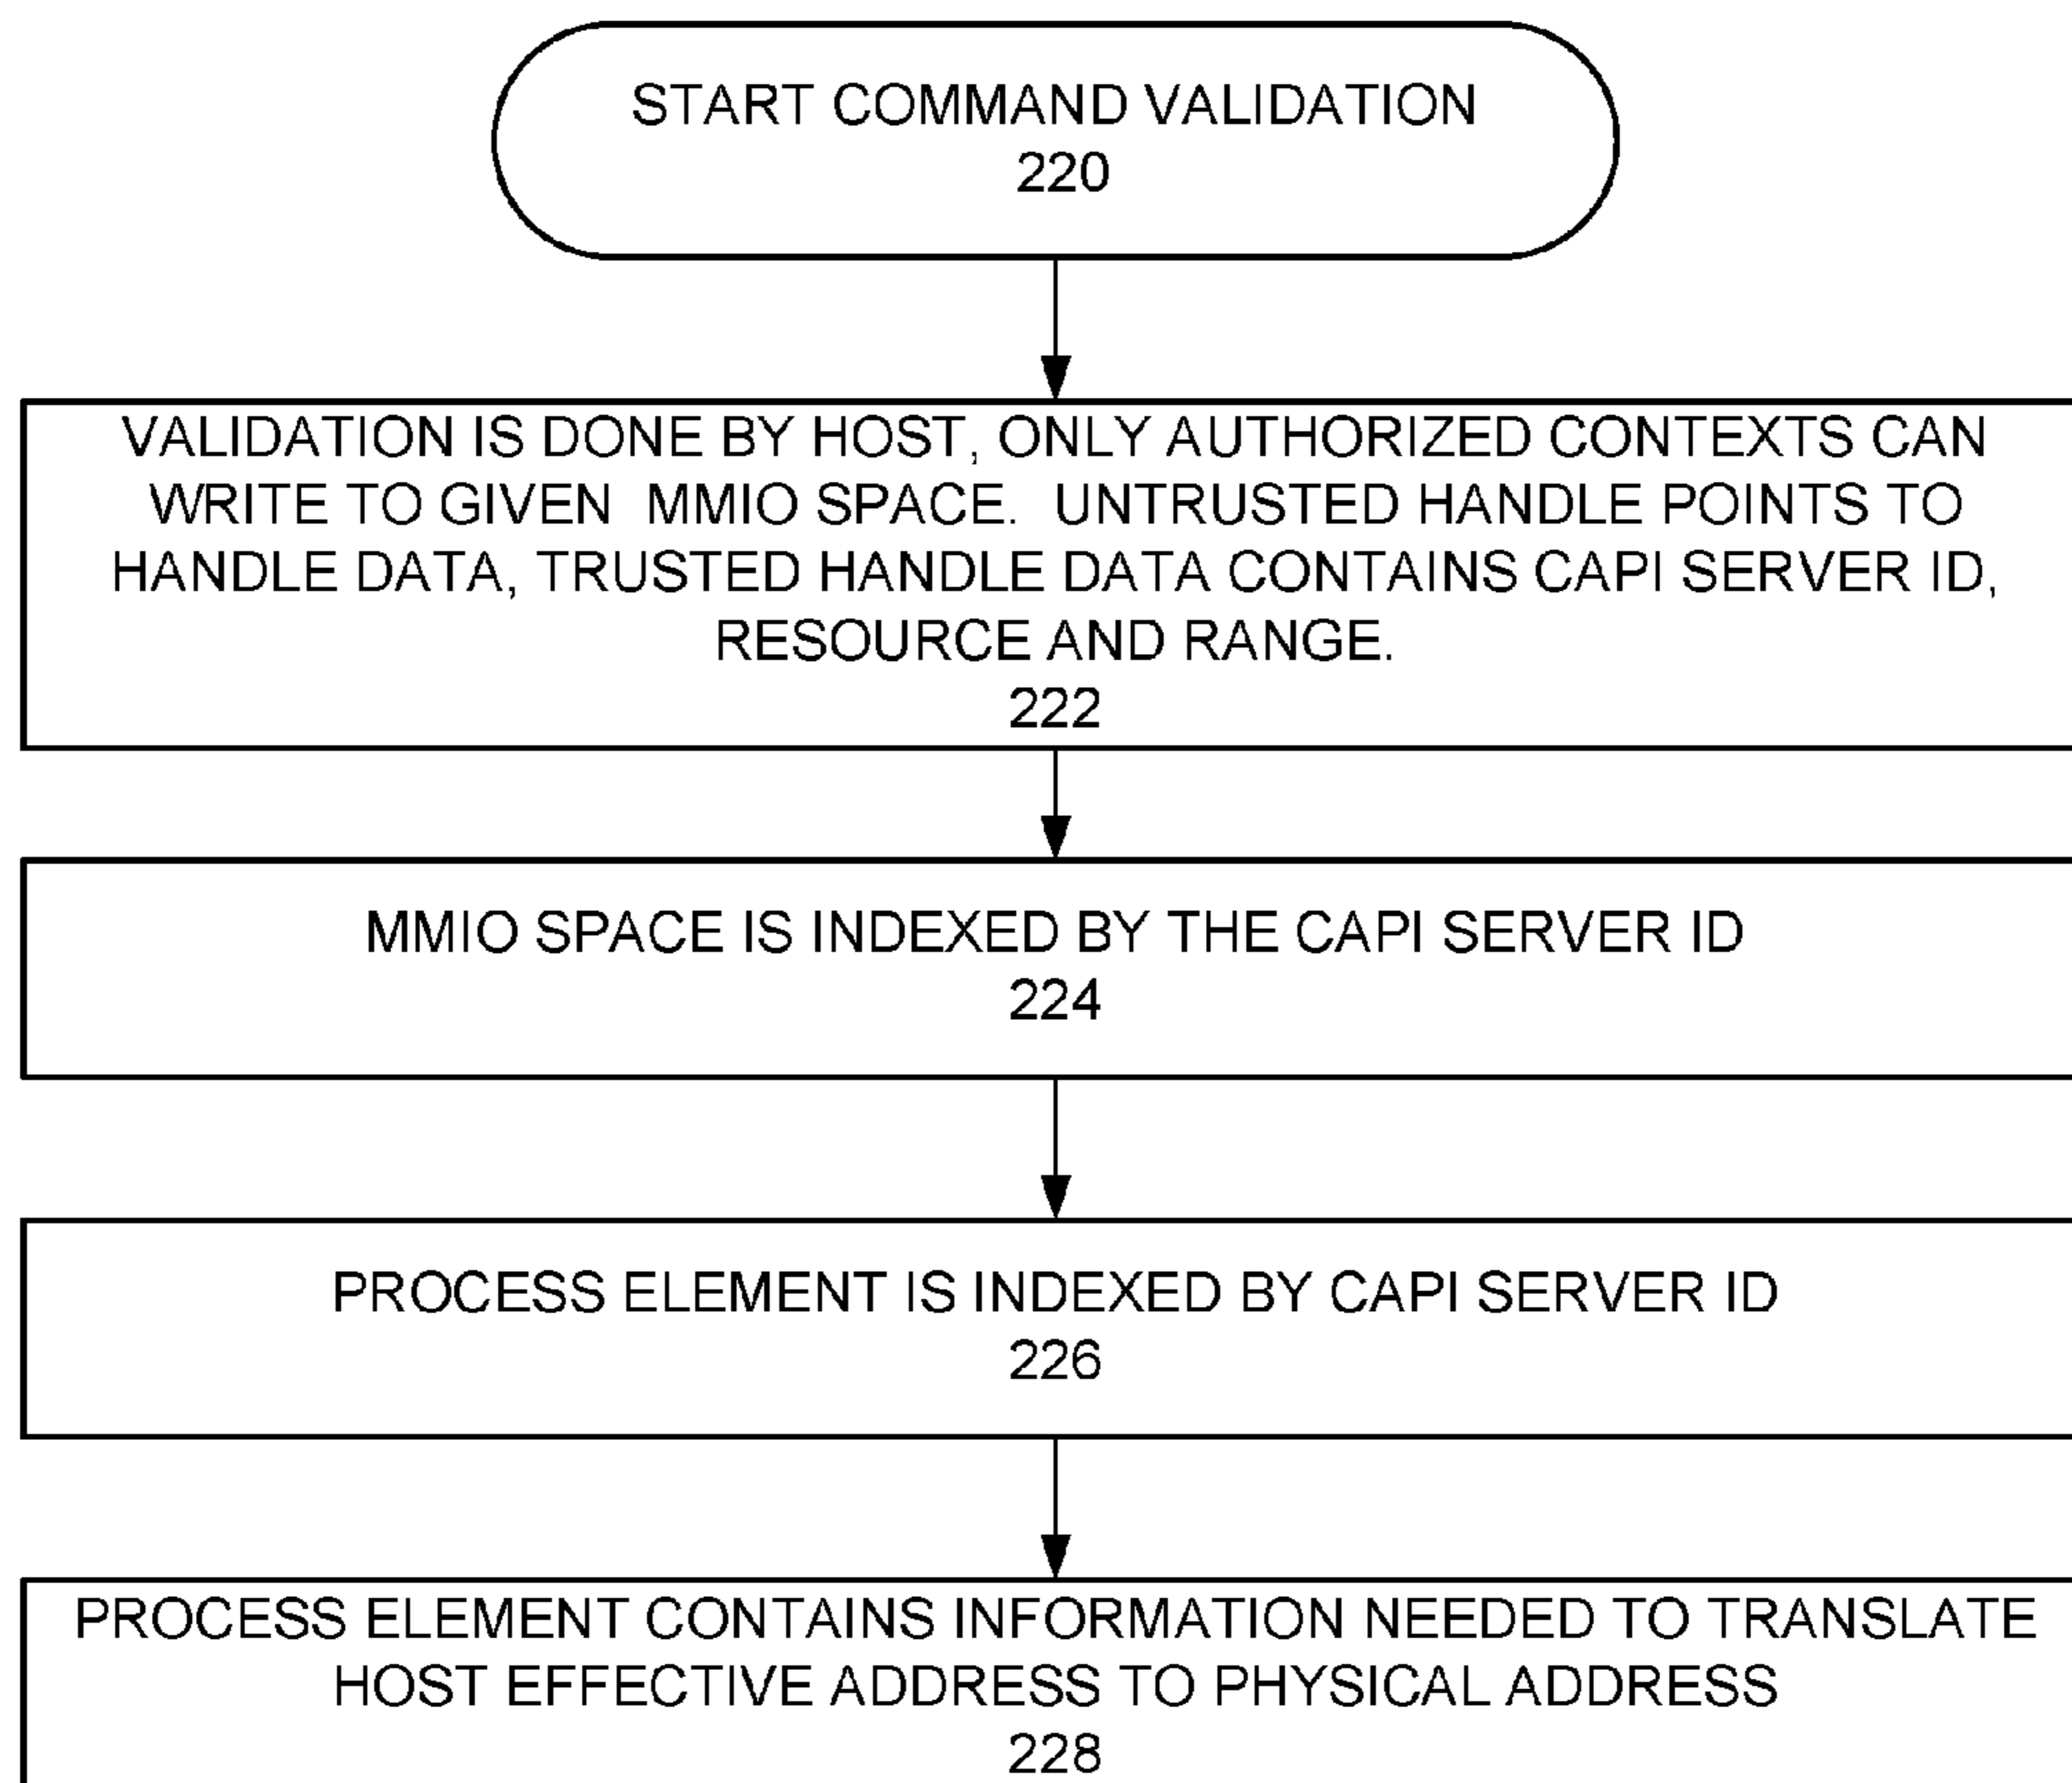 START COMMAND VALIDATION
220
VALIDATION IS DONE BY HOST, ONLY AUTHORIZED CONTEXTS CAN
WRITE TO GIVEN MMIO SPACE. UNTRUSTED HANDLE POINTS TO
HANDLE DATA, TRUSTED HANDLE DATA CONTAINS CAPI SERVER ID,
RESOURCE AND RANGE.
222
MMIO SPACE IS INDEXED BY THE CAPI SERVER ID
224
PROCESS ELEMENT IS INDEXED BY CAPI SERVER ID
226
PROCESS ELEMENT CONTAINS INFORMATION NEEDED TO TRANSLATE
HOST EFFECTIVE ADDRESS TO PHYSICAL ADDRESS
228